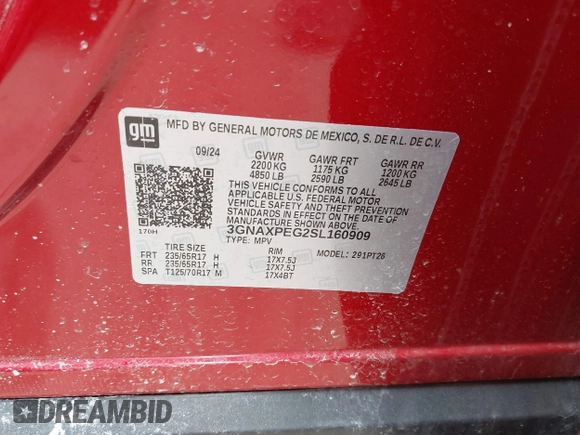 gm MFD BY GENERAL MOTORS DE MEXICO, S. DE R.L. DE C.V.
09/24 GVWR GAWR FRT GAWR RR
2200 KG 1175 KG 1200 KG
4850 LB 2590 LB 2645 LB
THIS VEHICLE CONFORMS TO ALL
APPLICABLE U.S. FEDERAL MOTOR
VEHICLE SAFETY AND THEFT PREVENTION
STANDARDS IN EFFECT ON THE DATE OF
MANUFACTURE SHOWN ABOVE.
170H 3GNAXPEG2SL160909
TYPE: MPV MODEL: 291PT26
TIRE SIZE RIM
FRT 235/65R17 H 17X7.5J
RR 235/65R17 H 17X7.5J
SPA T125/70R17 M 17X4BT
DREAMBID